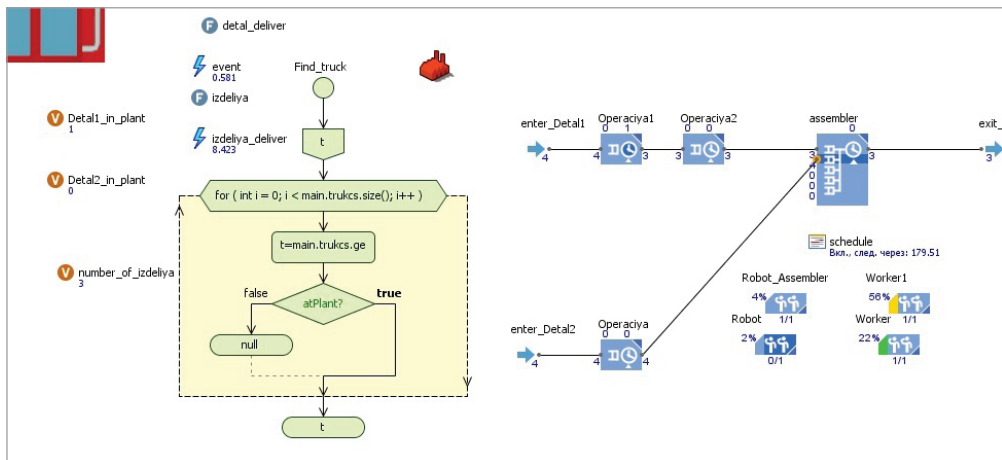 detal_deliver
event
0.581
izdeliya
izdeliya_deliver
8.423
Detal1_in_plant
1
Detal2_in_plant
0
number_of_izdeliya
3
Find_truck
t
for ( int i = 0; i < main.trukcs.size(); i++ )
t=main.trukcs.ge
atPlant?
false
true
null
t
enter_Detal1
4
Operaciya1
0 1
4 3
Operaciya2
0 0
3 3
assembler
0
3
4
0
0
0
3
exit_
3
schedule
Вкл., след. через: 179.51
Robot_Assembler
4%
1/1
Worker1
56%
1/1
Robot
2%
0/1
Worker
22%
1/1
enter_Detal2
4
Operaciya
0 0
4 4